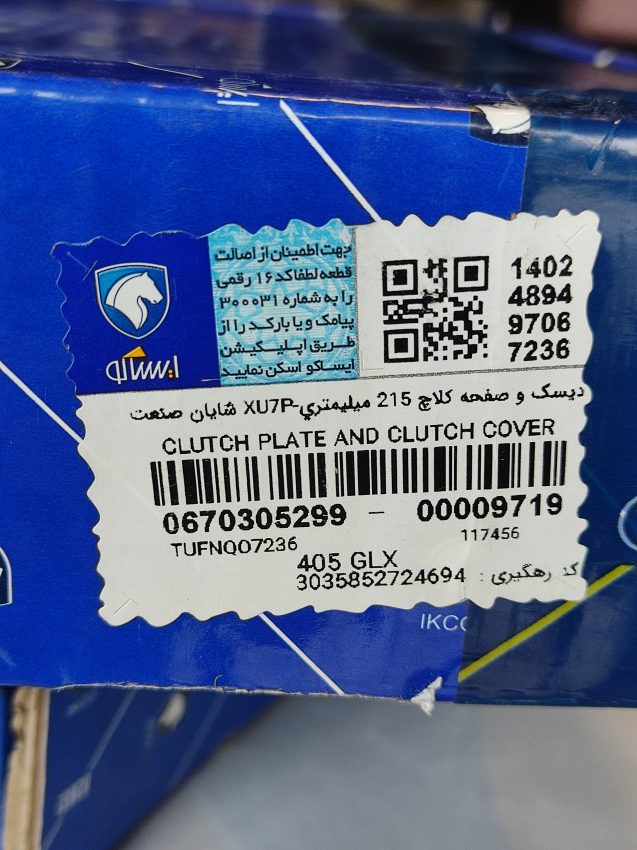 جهت اطمینان از اصالت
قطعه لطفا کد ۱۶ رقمی
را به شماره ۳۰۰۰۳۱
پیامک و یا بارکد را از
طریق اپلیکیشن
ایساکو اسکن نمایید
ایساکو
1402
4894
9706
7236
دیسک و صفحه کلاچ 215 میلیمتری-XU7P شایان صنعت
CLUTCH PLATE AND CLUTCH COVER
0670305299 - 00009719
TUFNQO7236 117456
405 GLX
کد رهگیری : 3035852724694
IKCO